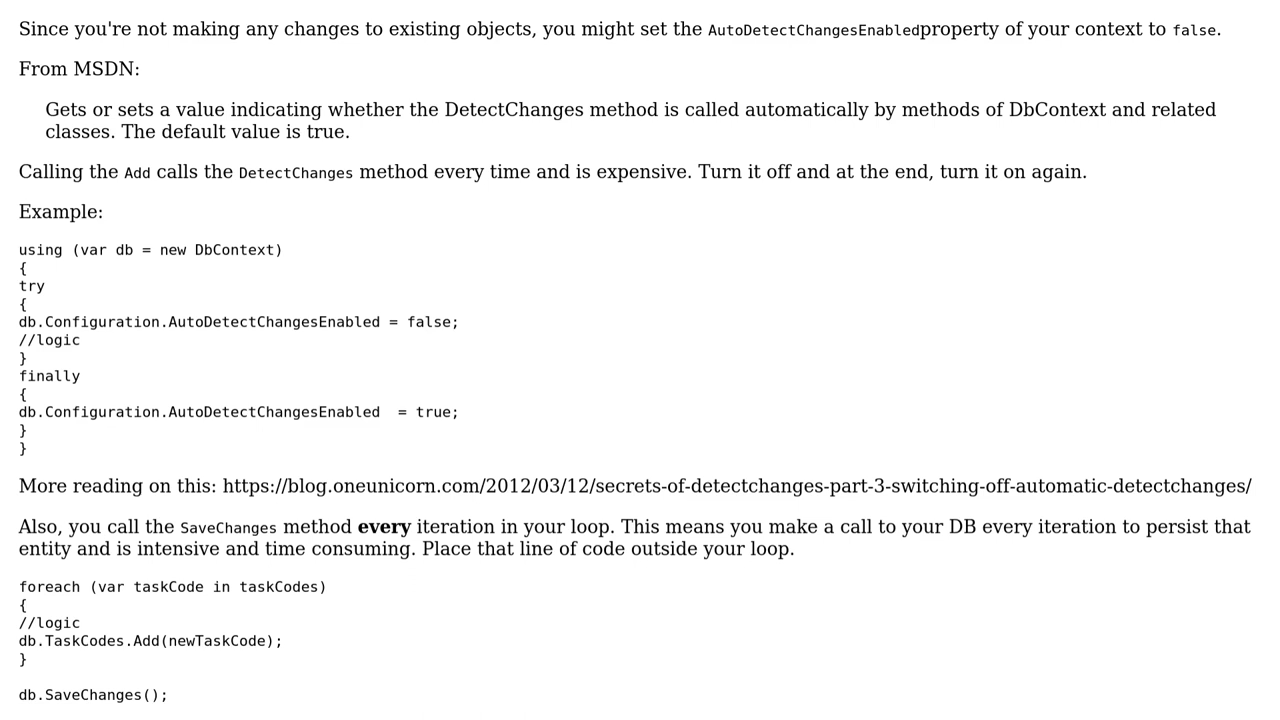 Since you're not making any changes to existing objects, you might set the AutoDetectChangesEnabledproperty of your context to false.
From MSDN:
Gets or sets a value indicating whether the DetectChanges method is called automatically by methods of DbContext and related
classes. The default value is true.
Calling the Add calls the DetectChanges method every time and is expensive. Turn it off and at the end, turn it on again.
Example:
using (var db = new DbContext)
{
try
{
db.Configuration.AutoDetectChangesEnabled = false;
//logic
}
finally
{
db.Configuration.AutoDetectChangesEnabled  = true;
}
}
More reading on this: https://blog.oneunicorn.com/2012/03/12/secrets-of-detectchanges-part-3-switching-off-automatic-detectchanges/
Also, you call the SaveChanges method every iteration in your loop. This means you make a call to your DB every iteration to persist that
entity and is intensive and time consuming. Place that line of code outside your loop.
foreach (var taskCode in taskCodes)
{
//logic
db.TaskCodes.Add(newTaskCode);
}
db.SaveChanges();